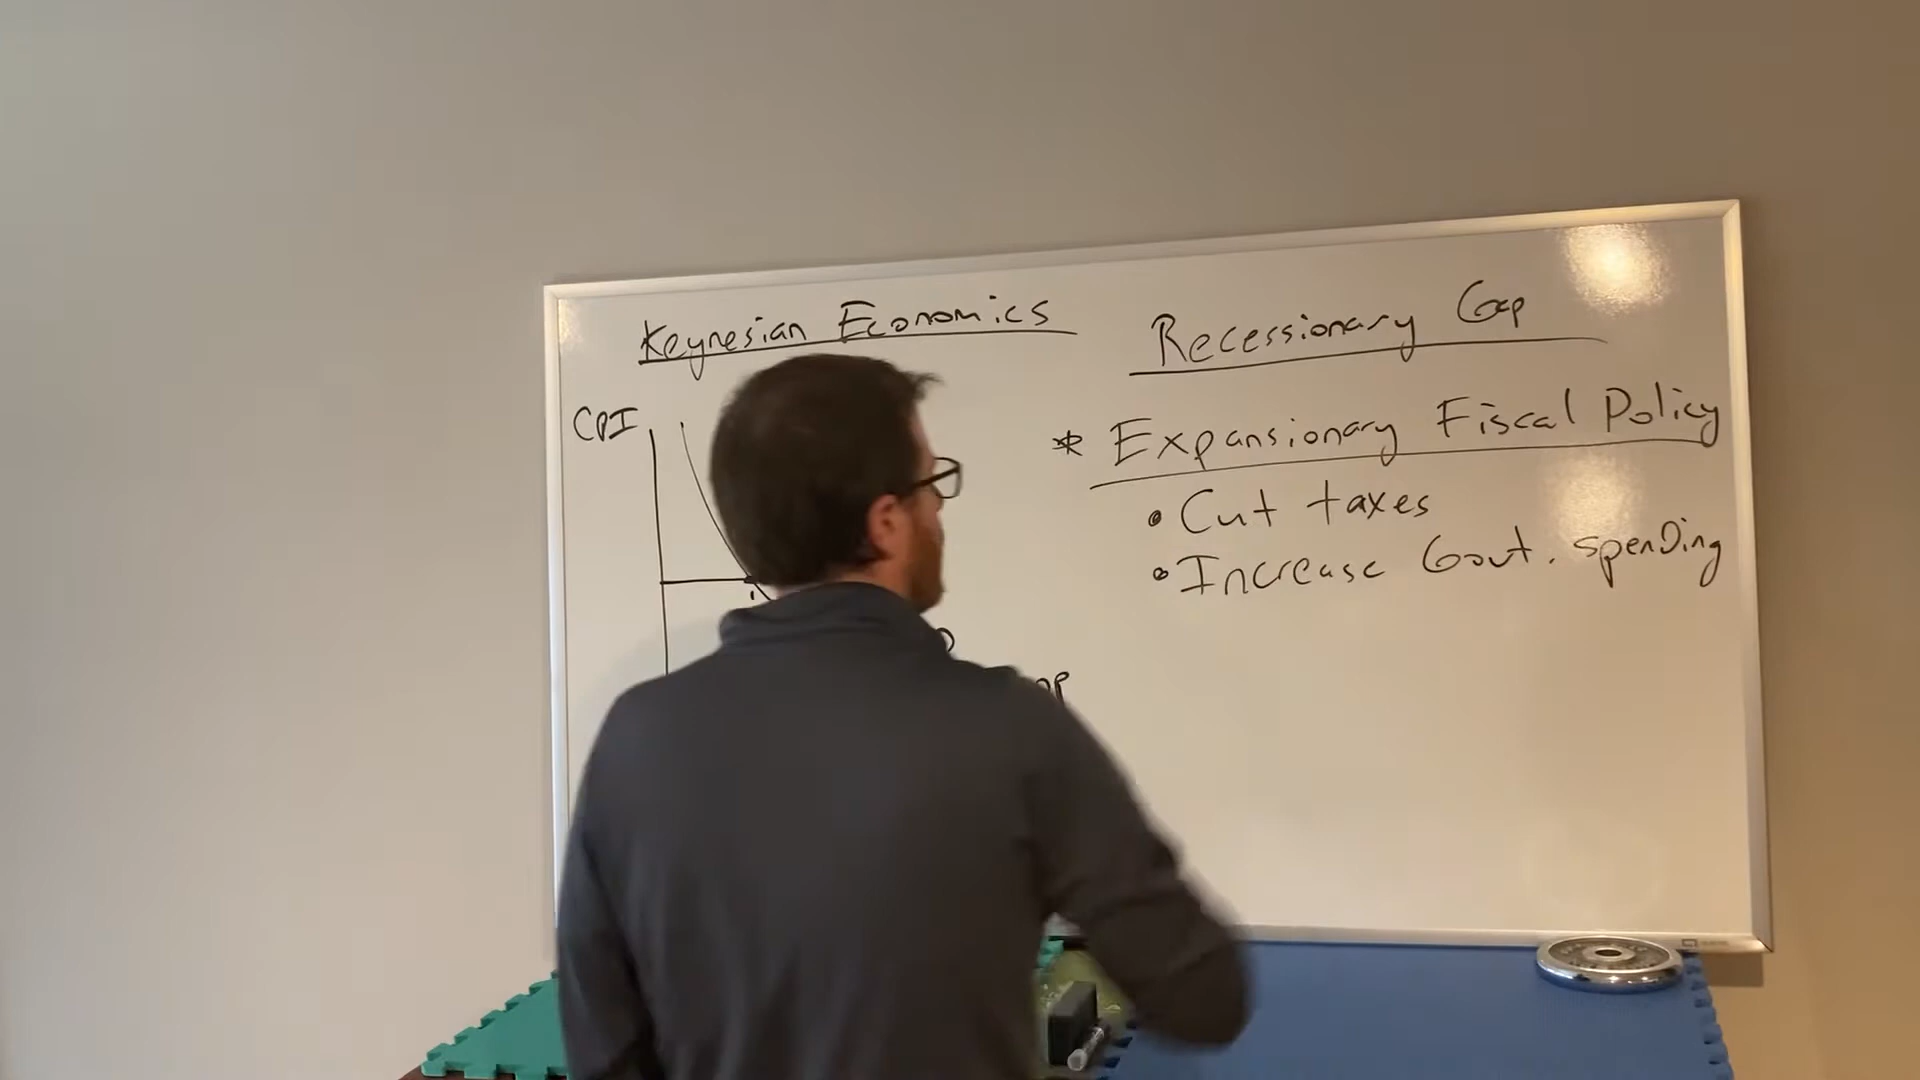 Keynesian Economics
CPI
Recessionary Gap
* Expansionary Fiscal Policy
• Cut taxes
• Increase Govt. spending